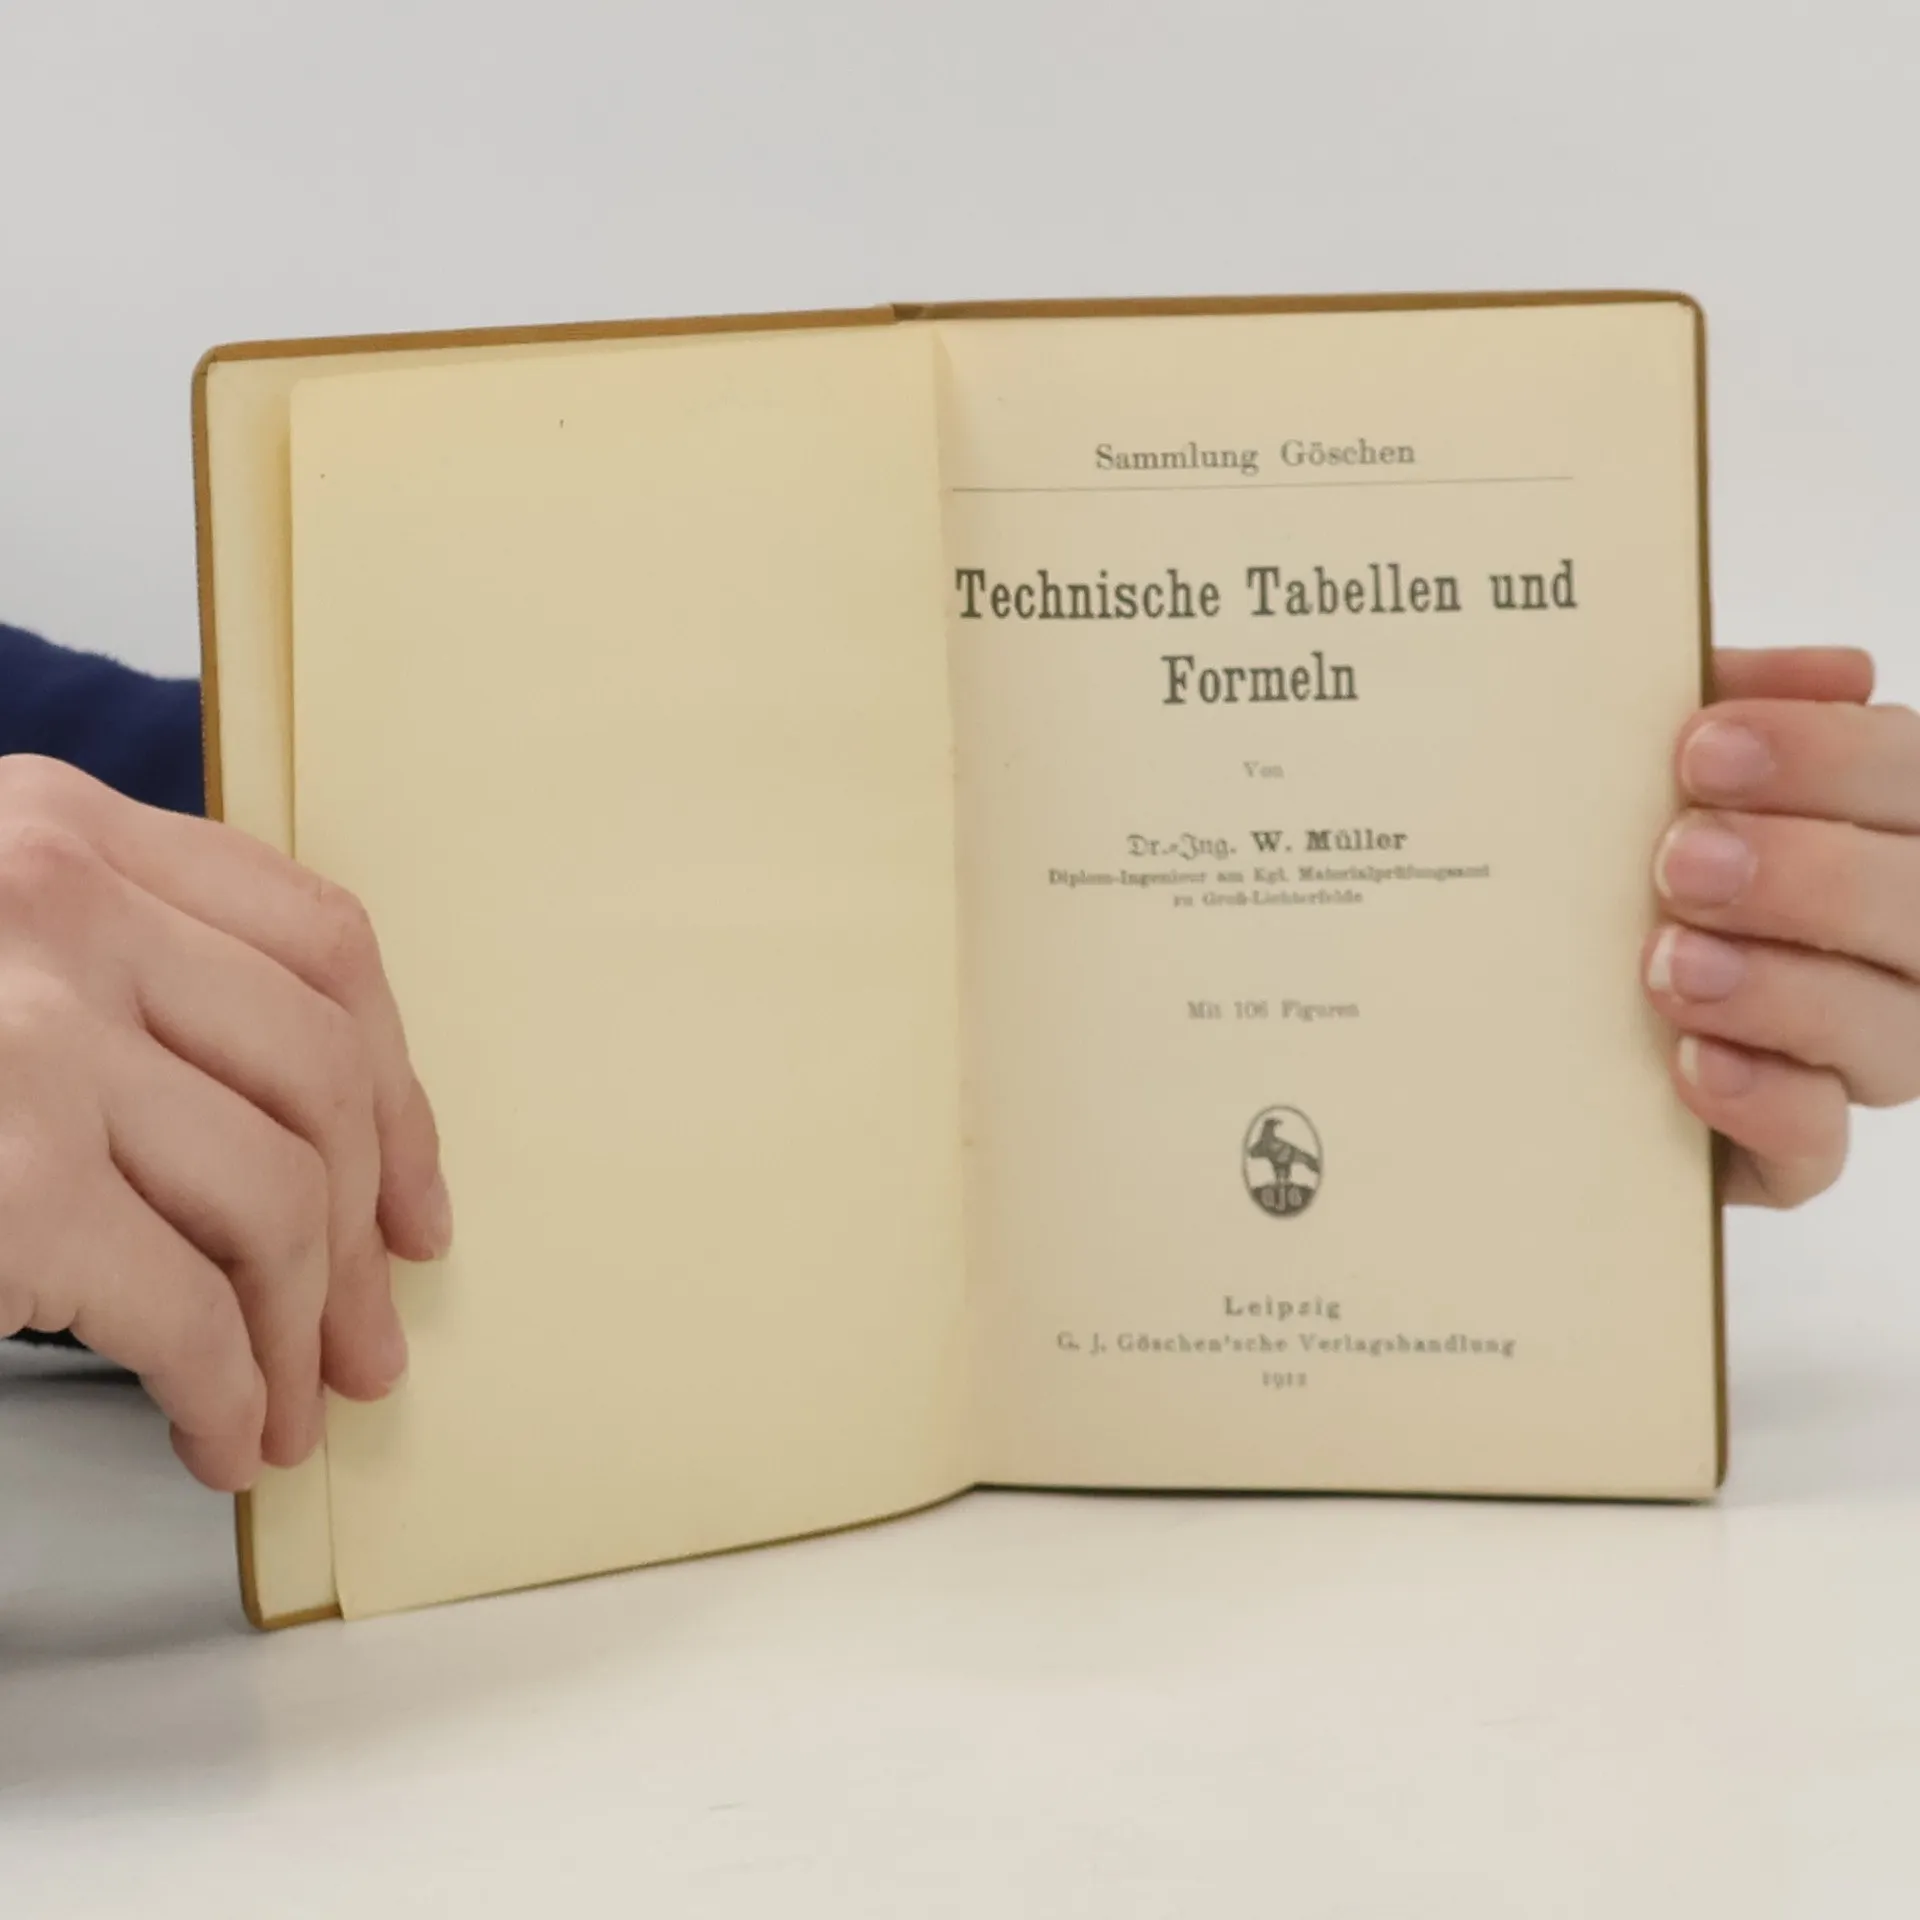 Sammlung Göschen
Technische Tabellen und
Formeln
Von
Dr.-Ing. W. Müller
Diplom-Ingenieur am Kgl. Materialprüfungsamt
zu Groß-Lichterfelde
Mit 106 Figuren
GJG
Leipzig
G. J. Göschen'sche Verlagshandlung